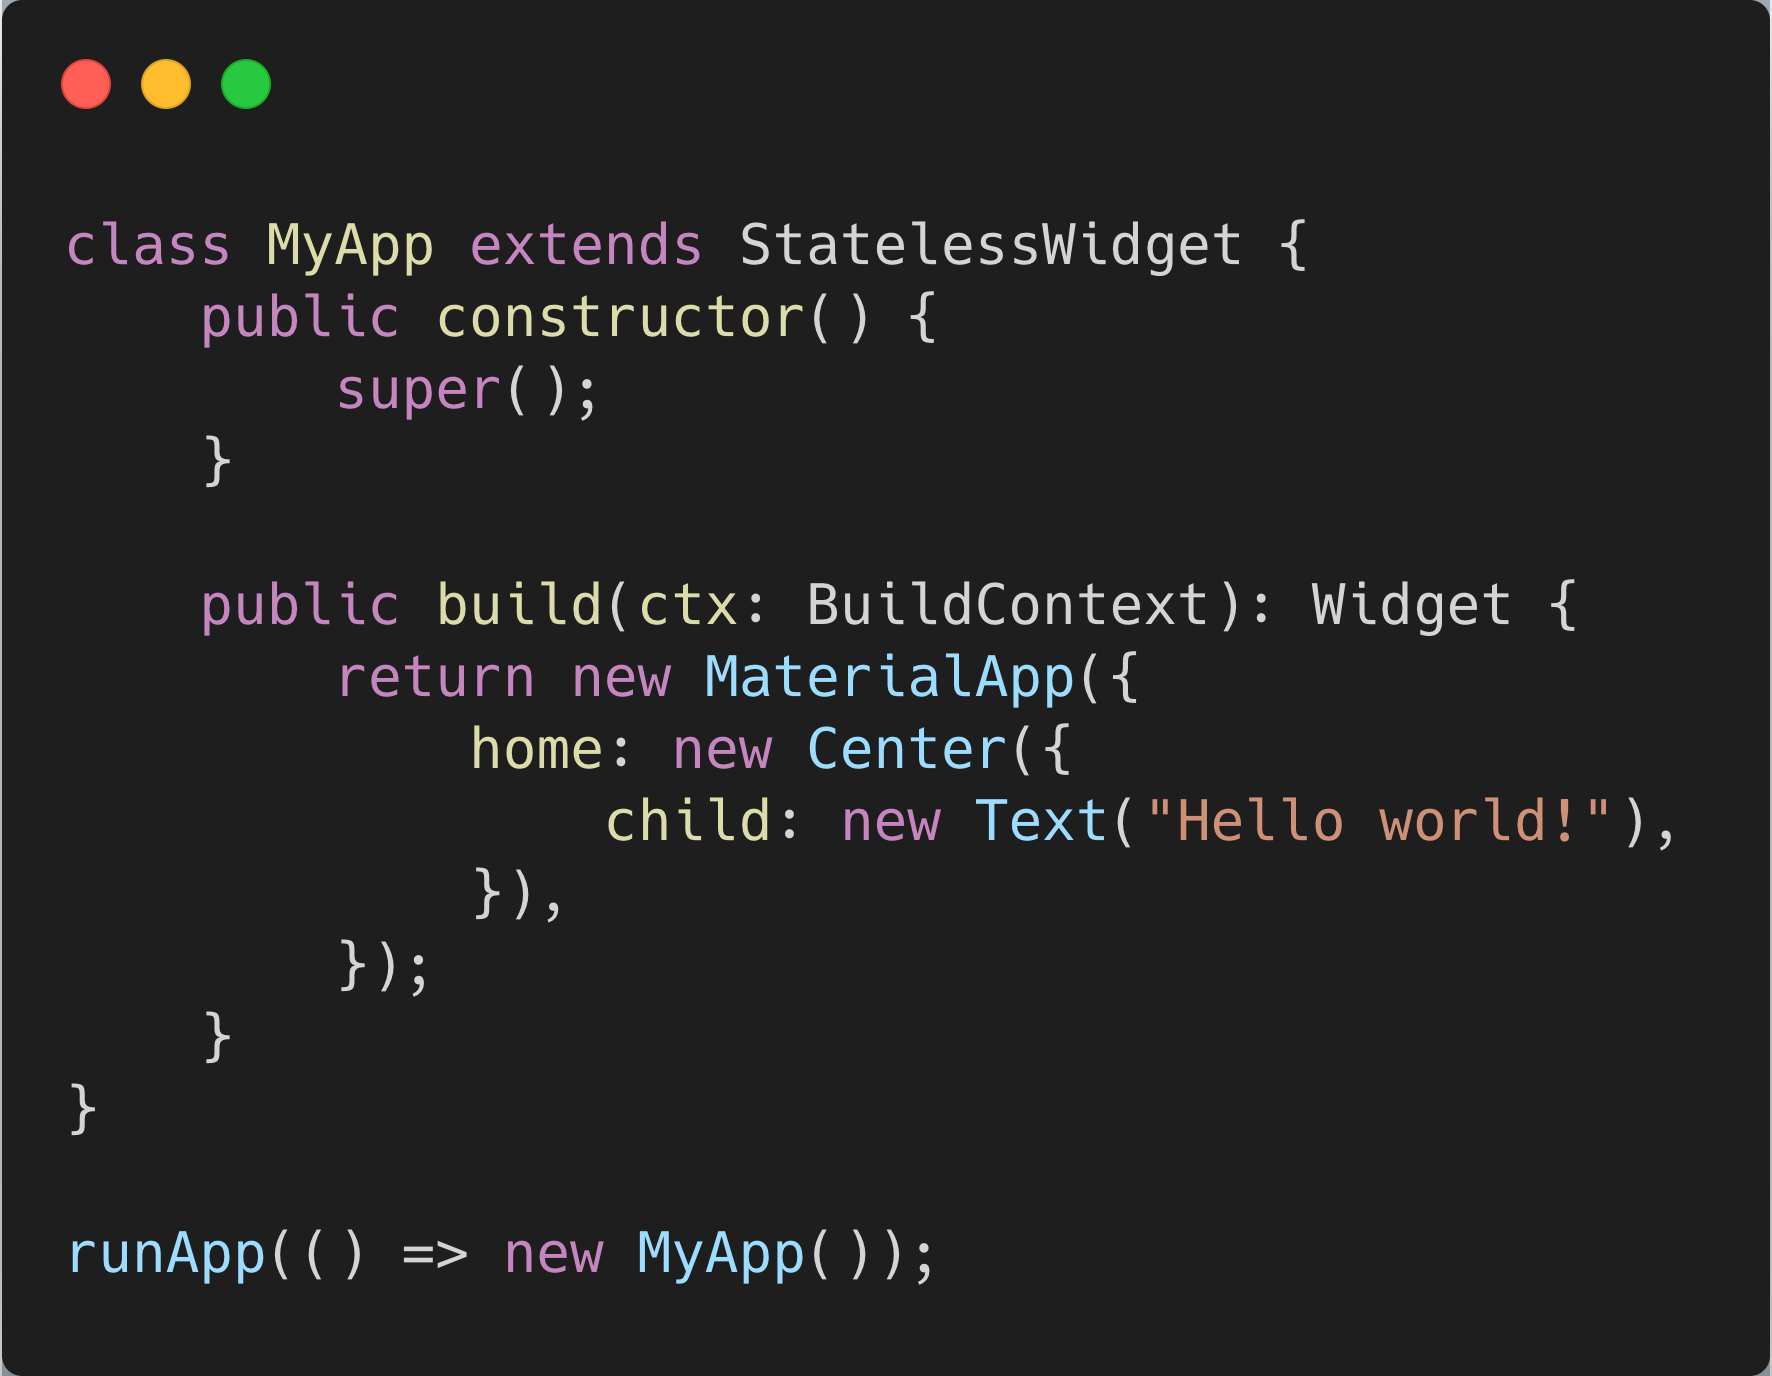 class MyApp extends StatelessWidget {
    public constructor() {
        super();
    }

    public build(ctx: BuildContext): Widget {
        return new MaterialApp({
            home: new Center({
                child: new Text("Hello world!"),
            }),
        });
    }
}

runApp(() => new MyApp());